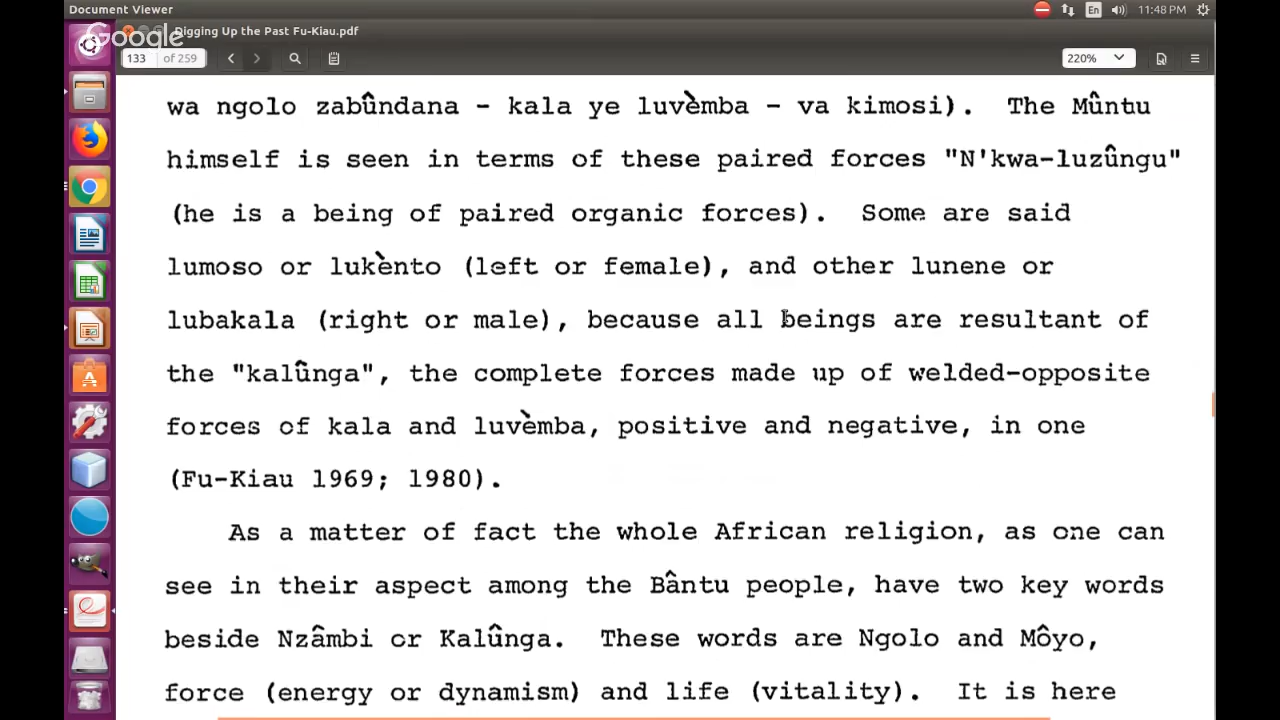 Document Viewer
En
11:48 PM
Google
Digging Up the Past Fu-Kiau.pdf
133 of 259
220%
wa ngolo zabûndana - kala ye luvèmba - va kimosi). The Mûntu
himself is seen in terms of these paired forces "N'kwa-luzûngu"
(he is a being of paired organic forces). Some are said
lumoso or lukènto (left or female), and other lunene or
lubakala (right or male), because all beings are resultant of
the "kalûnga", the complete forces made up of welded-opposite
forces of kala and luvèmba, positive and negative, in one
(Fu-Kiau 1969; 1980).
As a matter of fact the whole African religion, as one can
see in their aspect among the Bântu people, have two key words
beside Nzâmbi or Kalûnga. These words are Ngolo and Môyo,
force (energy or dynamism) and life (vitality). It is here